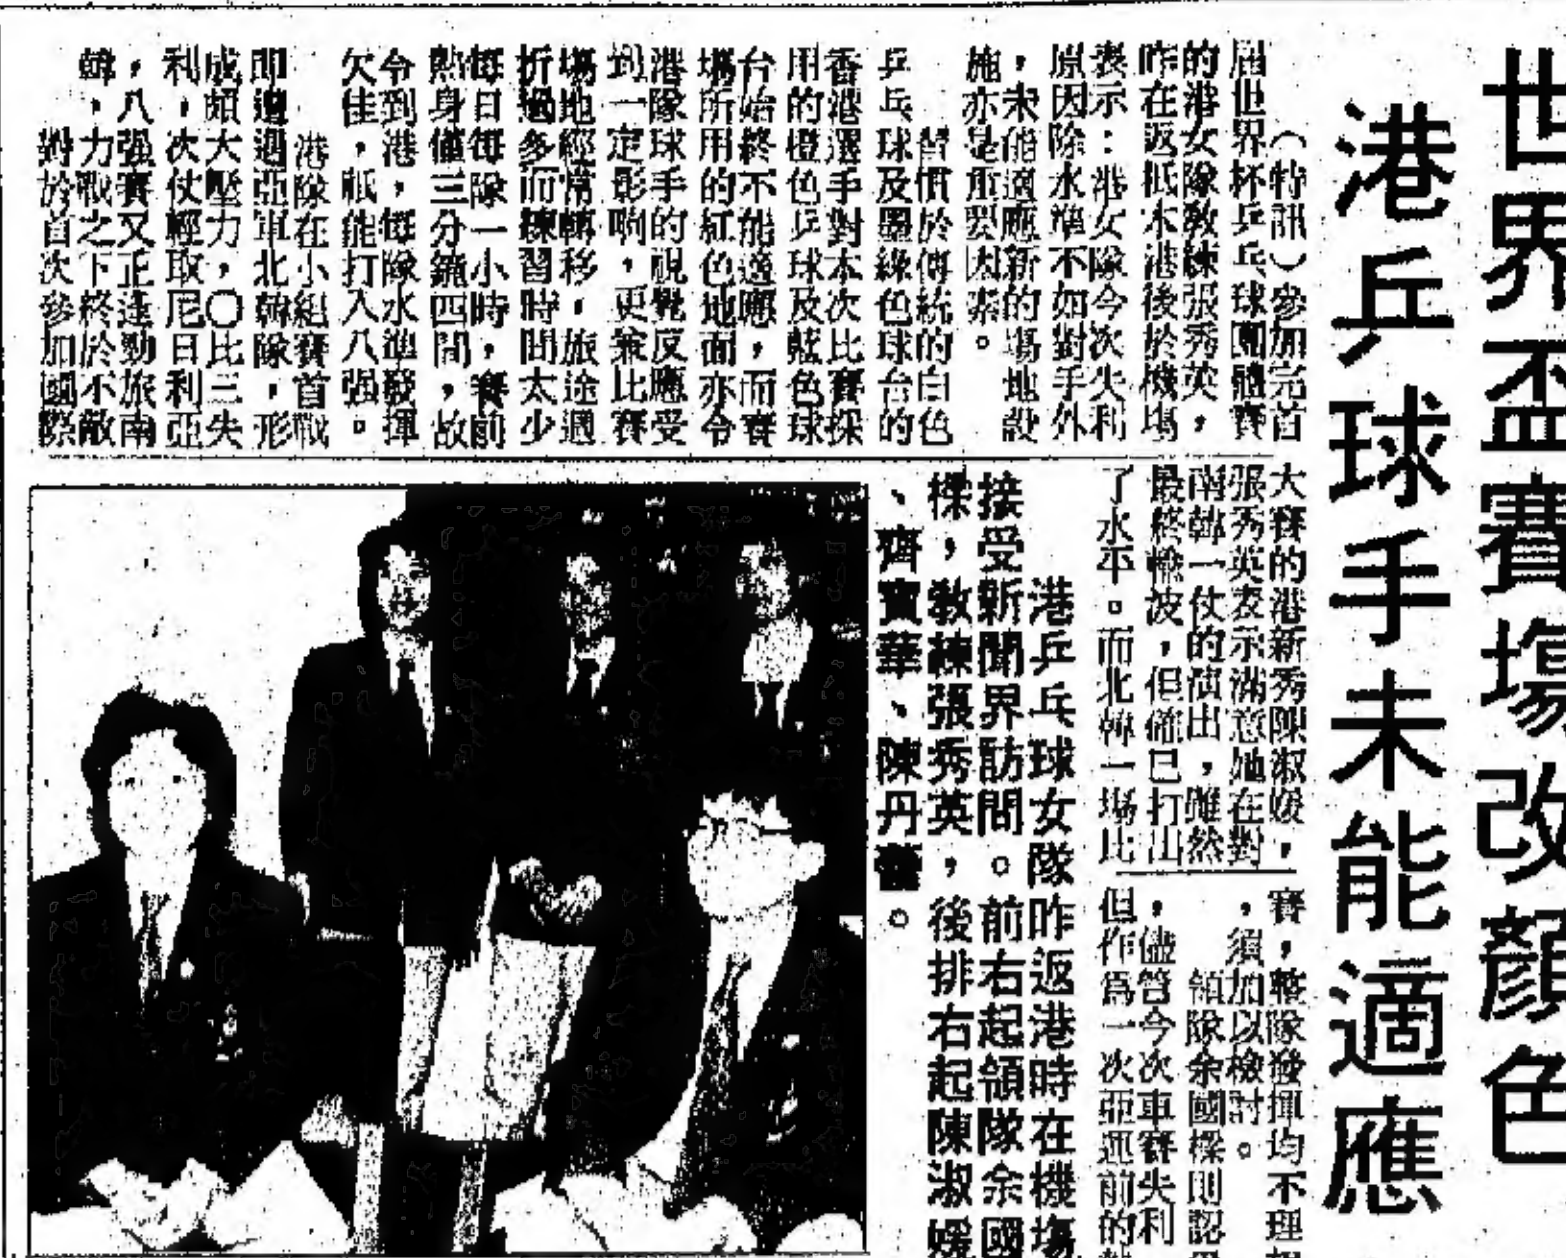 世界盃賽場改顏色
港乒乓球手未能適應
（特訊）參加完首
屆世界杯乒乓球團體賽
的港女隊教練張秀英，
昨在返抵本港後於機場
表示：港女隊今次失利
原因除水準不如對手外
，未能適應新的場地設
施亦是重要因素。
習慣於傳統的白色
乒乓球及墨綠色球台的
香港選手對本次比賽採
用的橙色乒乓球及藍色球
台始終不能適應，而賽
場所用的紅色地面亦令
港隊球手的視覺反應受
到一定影响，更兼比賽
場地經常轉移，旅途週
折過多而練習時間太少
每日每隊一小時，賽前
熱身僅三分鐘四間，故
令到港，每隊水準發揮
欠佳，祇能打入八强。
港隊在小組賽首戰
即遭遇亞軍北韓隊，形
成頗大壓力，〇比三失
利，次仗輕取尼日利亞
，八强賽又正逢勁旅南
韓，力戰之下終於不敵
對於首次參加國際
大賽的港新秀陳淑媛，
張秀英表示滿意她在對
南韓一仗的演出，雖然
最終輸波，但確已打出
了水平。而北韓一場比
賽，整隊發揮均不理
，須加以檢討。
領隊余國樑則認
，儘管今次車賽失利
但作爲一次亞運前的
港乒乓球女隊昨返港時在機場
接受新聞界訪問。前右起領隊余國
樑，教練張秀英，後排右起陳淑媛
、齊寶華、陳丹蕾。